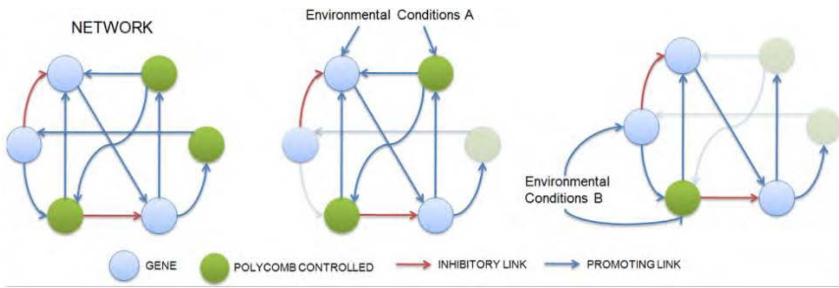 NETWORK
Environmental Conditions A
Environmental
Conditions B
GENE
POLYCOMB CONTROLLED
INHIBITORY LINK
PROMOTING LINK